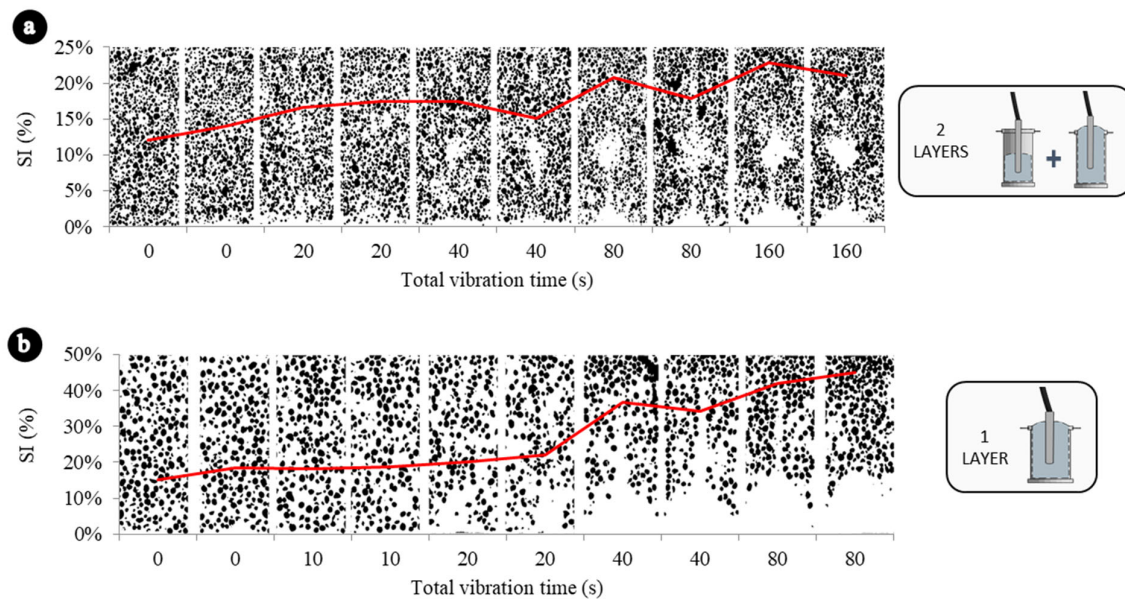 a
25%
20%
15%
10%
5%
0%
SI (%)
0 0 20 20 40 40 80 80 160 160
Total vibration time (s)
2
LAYERS
+
b
50%
40%
30%
20%
10%
0%
SI (%)
0 0 10 10 20 20 40 40 80 80
Total vibration time (s)
1
LAYER